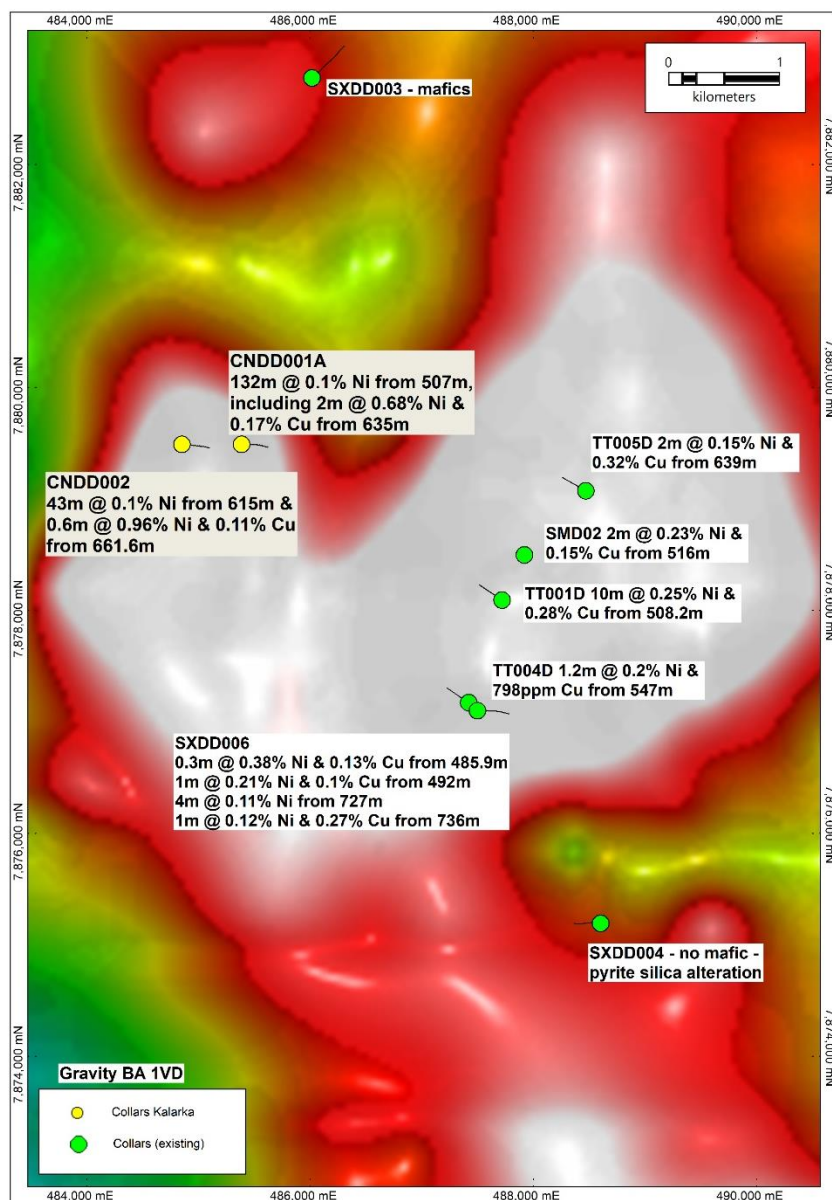 484,000 mE
486,000 mE
488,000 mE
490,000 mE
0
1
kilometers
SXDD003 - mafics
7,882,000 mN
7,882,000 mN
CNDD001A
132m @ 0.1% Ni from 507m,
including 2m @ 0.68% Ni &
0.17% Cu from 635m
7,880,000 mN
7,880,000 mN
CNDD002
43m @ 0.1% Ni from 615m &
0.6m @ 0.96% Ni & 0.11% Cu
from 661.6m
TT005D 2m @ 0.15% Ni &
0.32% Cu from 639m
SMD02 2m @ 0.23% Ni &
0.15% Cu from 516m
TT001D 10m @ 0.25% Ni &
0.28% Cu from 508.2m
7,878,000 mN
7,878,000 mN
TT004D 1.2m @ 0.2% Ni &
798ppm Cu from 547m
SXDD006
0.3m @ 0.38% Ni & 0.13% Cu from 485.9m
1m @ 0.21% Ni & 0.1% Cu from 492m
4m @ 0.11% Ni from 727m
1m @ 0.12% Ni & 0.27% Cu from 736m
7,876,000 mN
7,876,000 mN
SXDD004 - no mafic -
pyrite silica alteration
7,874,000 mN
7,874,000 mN
Gravity BA 1VD
Collars Kalarka
Collars (existing)
484,000 mE
486,000 mE
488,000 mE
490,000 mE